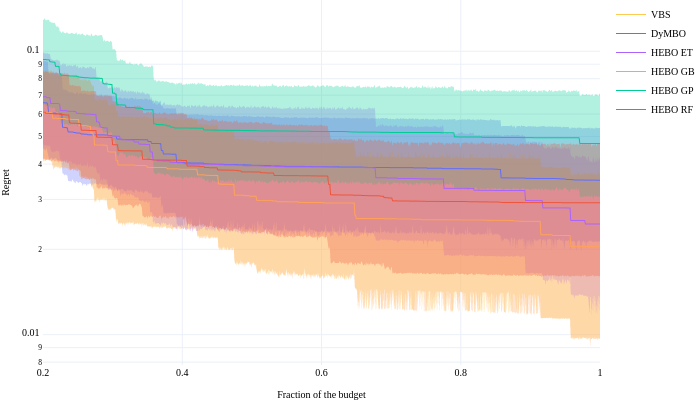 VBS
DyMBO
HEBO ET
HEBO GB
HEBO GP
HEBO RF
0.1
9
8
7
6
5
4
3
2
0.01
9
8
Regret
0.2
0.4
0.6
0.8
1
Fraction of the budget